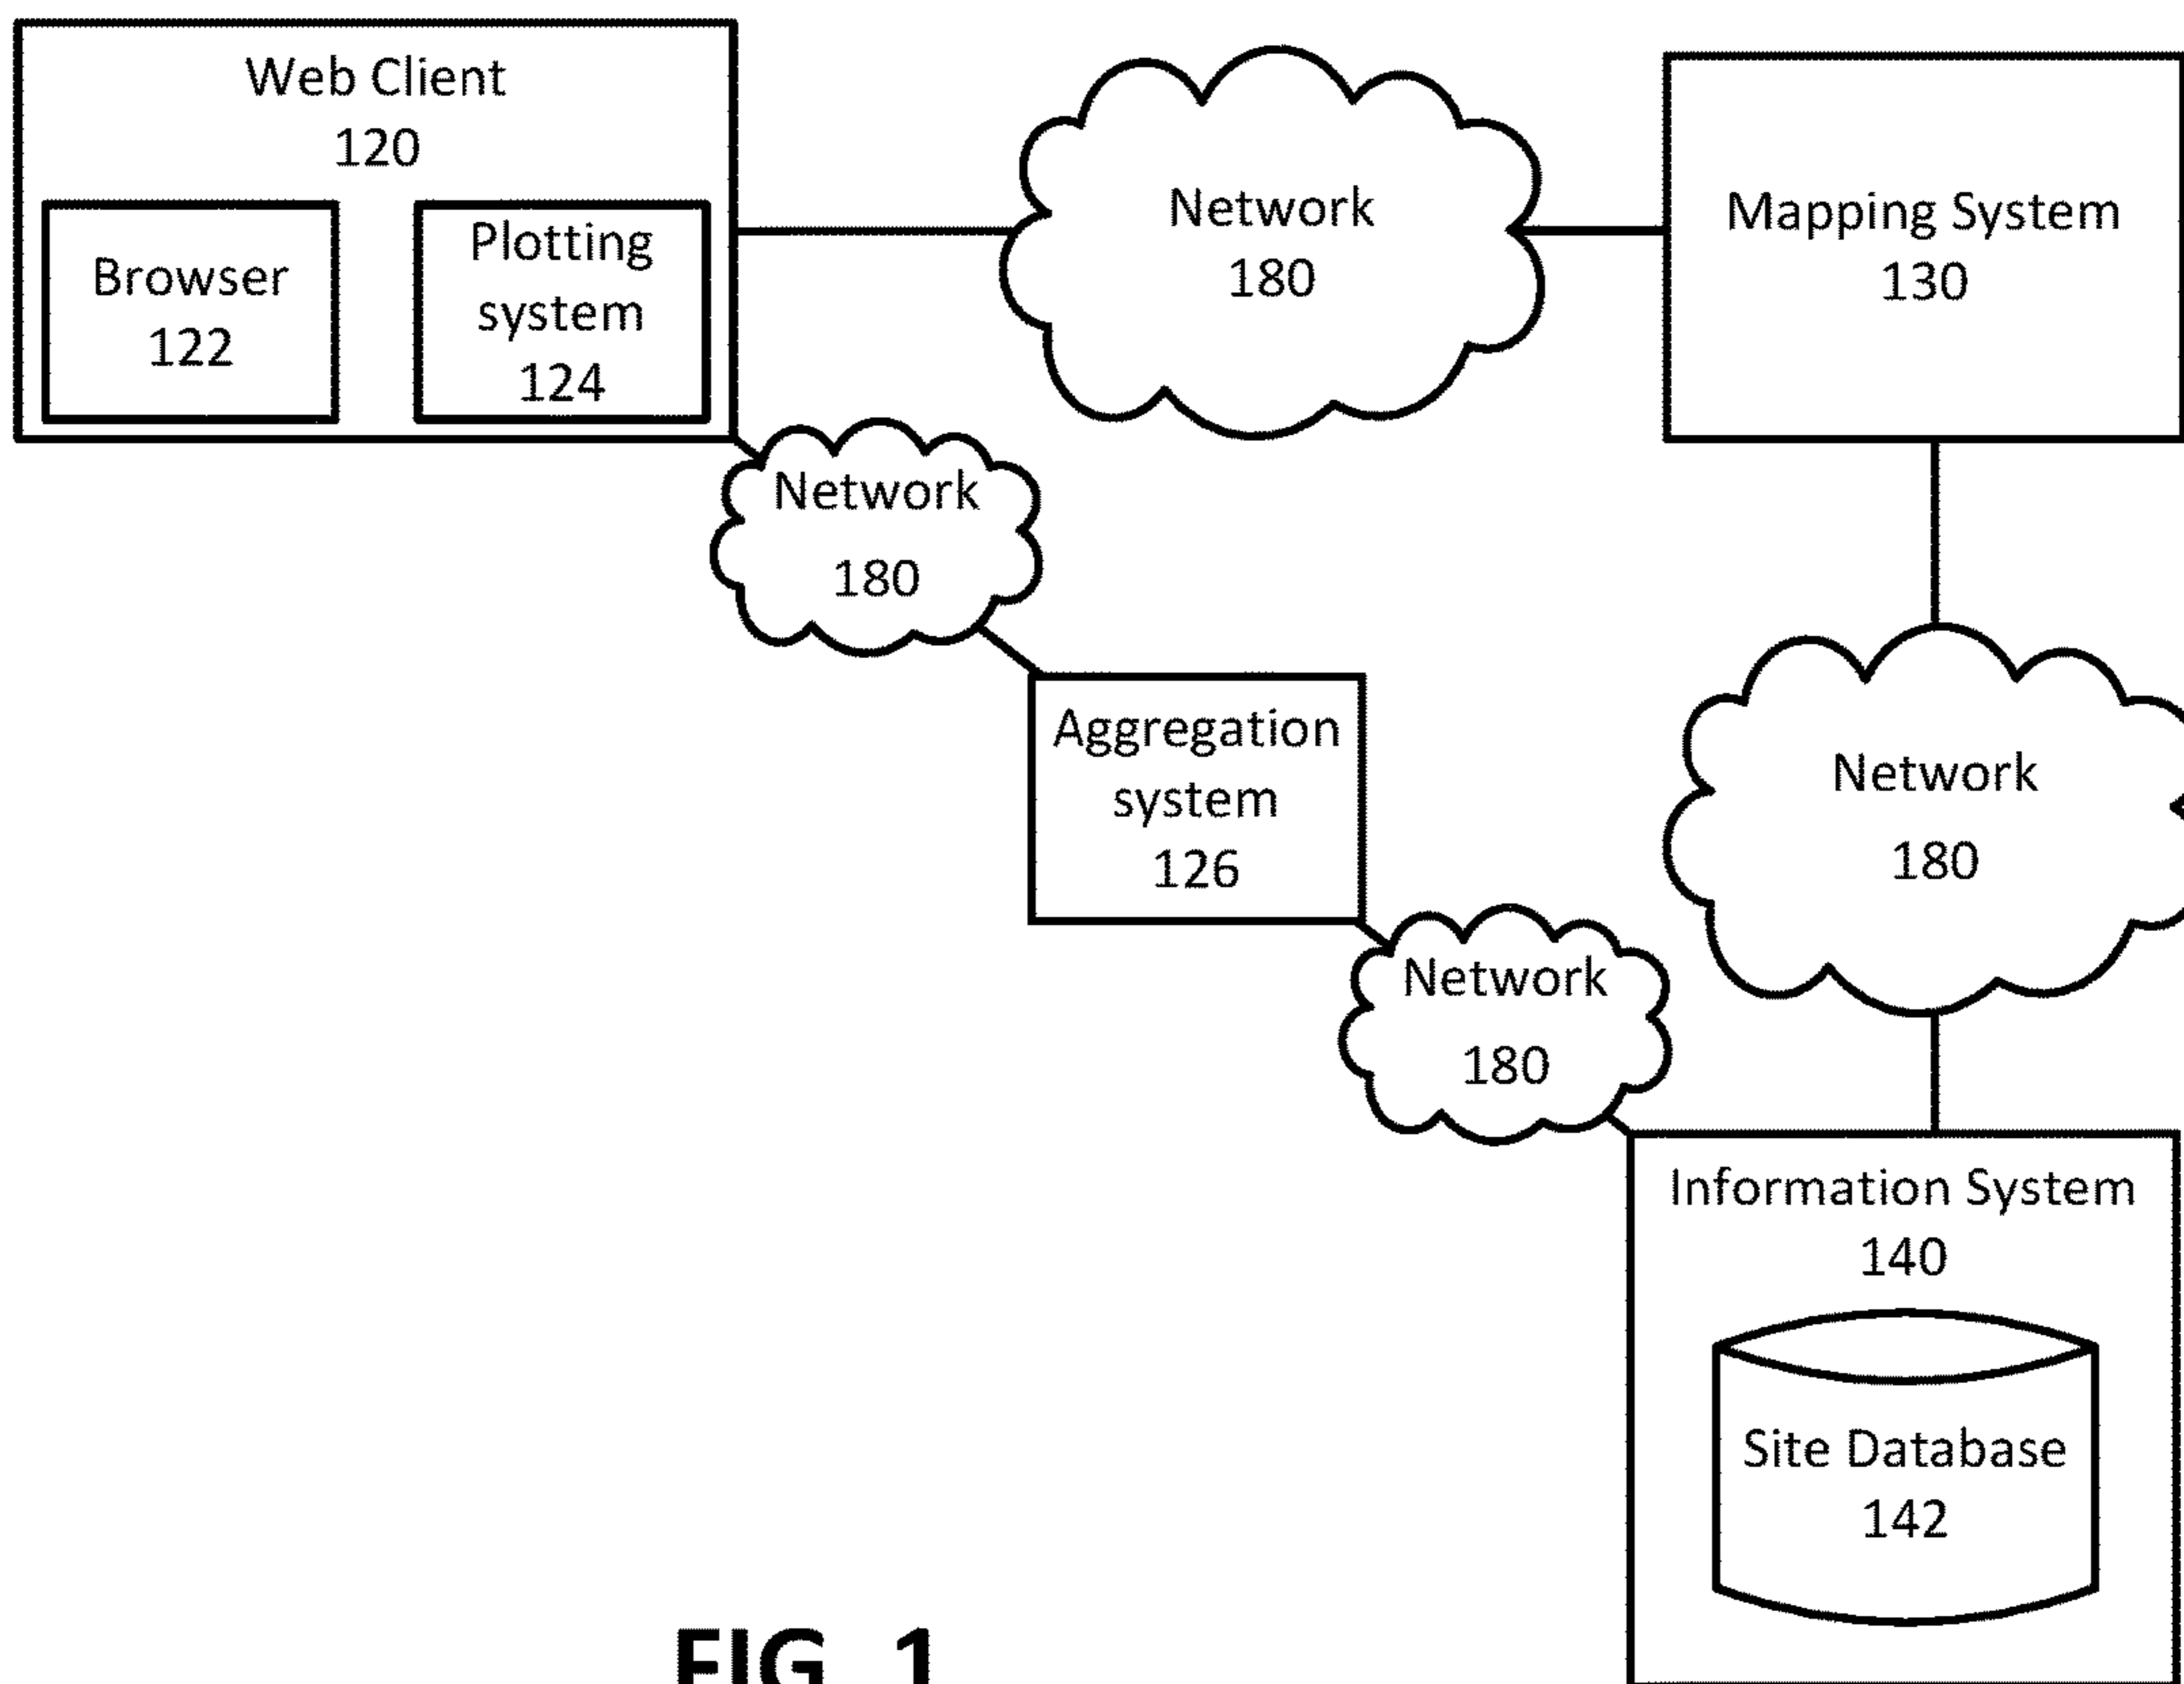 Web Client
120
Browser
122
Plotting
system
124
Network
180
Mapping System
130
Network
180
Aggregation
system
126
Network
180
Network
180
Information System
140
Site Database
142
FIG. 1